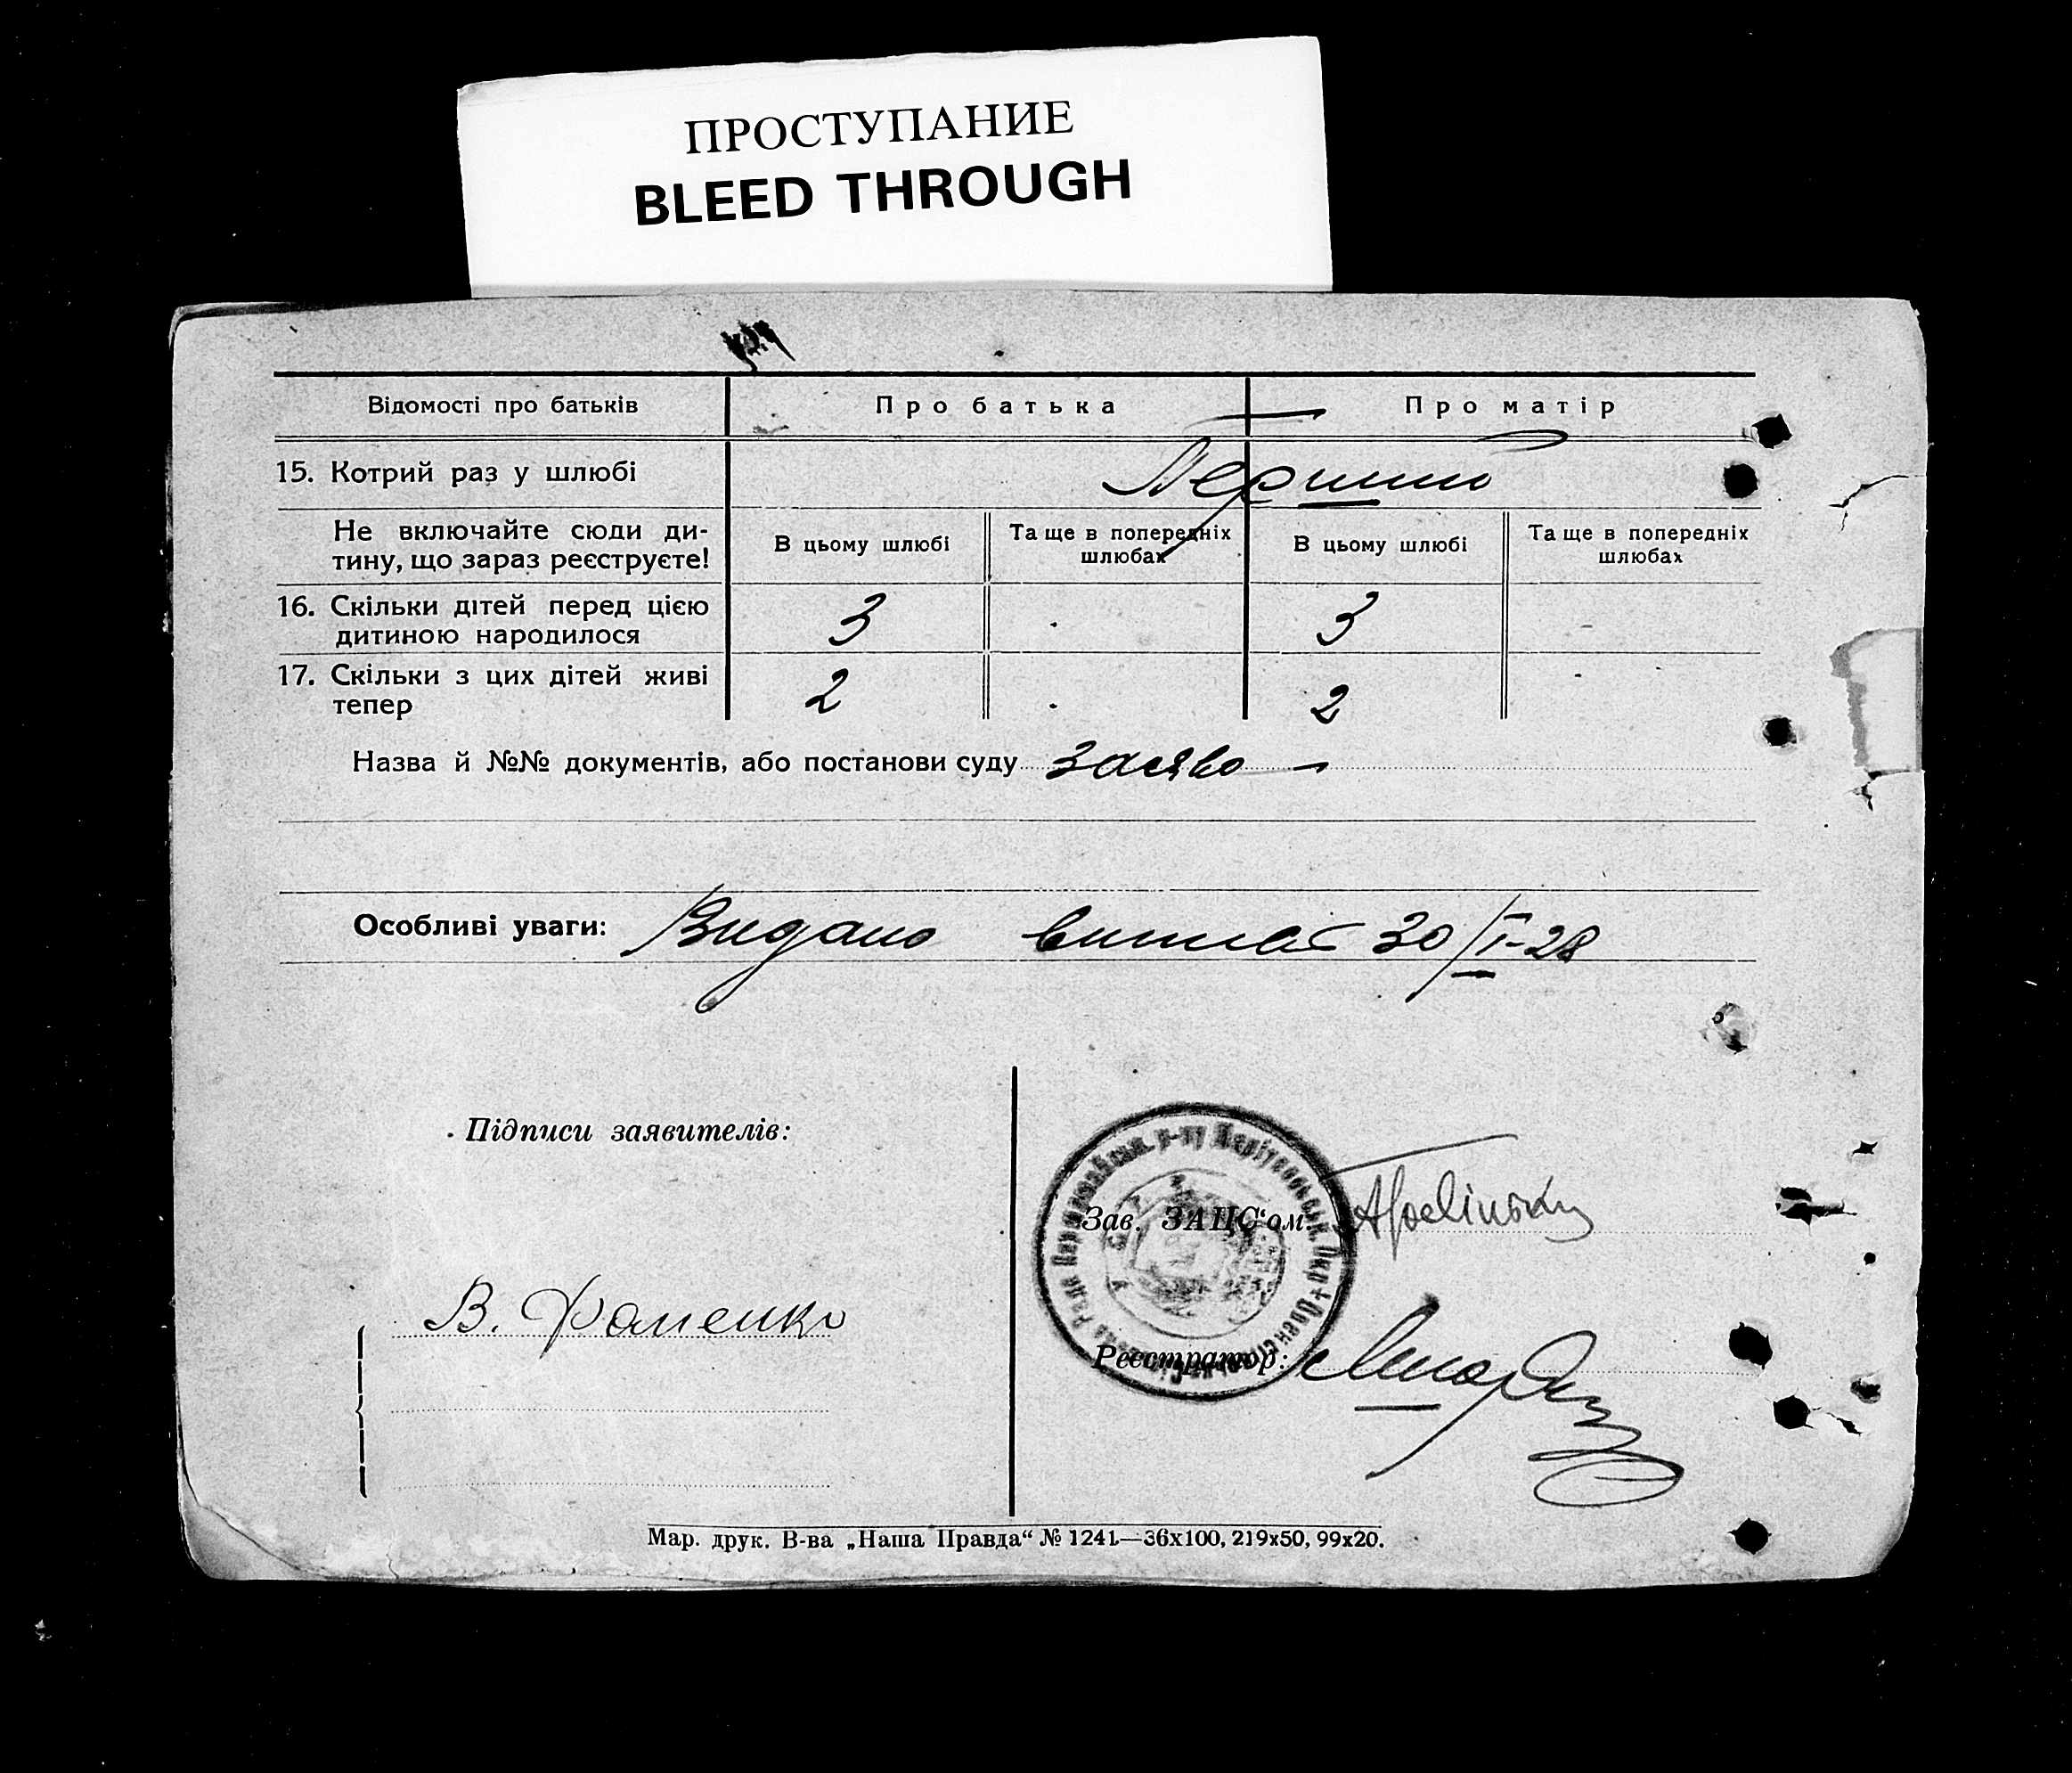 ПРОСТУПАНИЕ
BLEED THROUGH
Відомості про батьків
Про батька
Про матір
15. Котрий раз у шлюбі
Перший
Не включайте сюди ди-
тину, що зараз реєструєте!
В цьому шлюбі
Та ще в попередніх
шлюбах
В цьому шлюбі
Та ще в попередніх
шлюбах
16. Скільки дітей перед цією
дитиною народилося
3
3
17. Скільки з цих дітей живі
тепер
2
2
Назва й №№ документів, або постанови суду заява
Особливі уваги: Видано 30/I-28
Підписи заявителів:
Зав. ЗАЦС'ом:
В. Фоменко
Реєстратор:
Мар. друк. В-ва „Наша Правда“ № 1241—36х100, 219х50, 99х20.